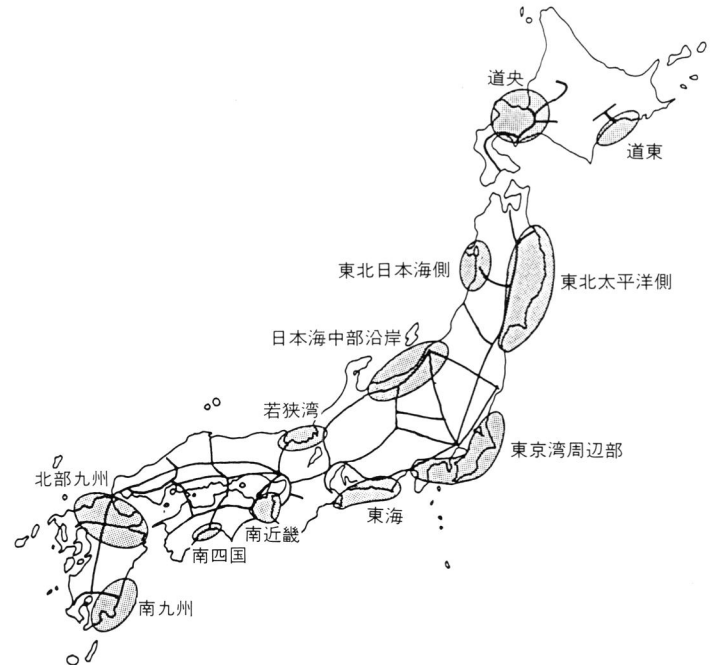 道央
道東
東北日本海側
東北太平洋側
日本海中部沿岸
若狭湾
東京湾周辺部
北部九州
東海
南近畿
南四国
南九州